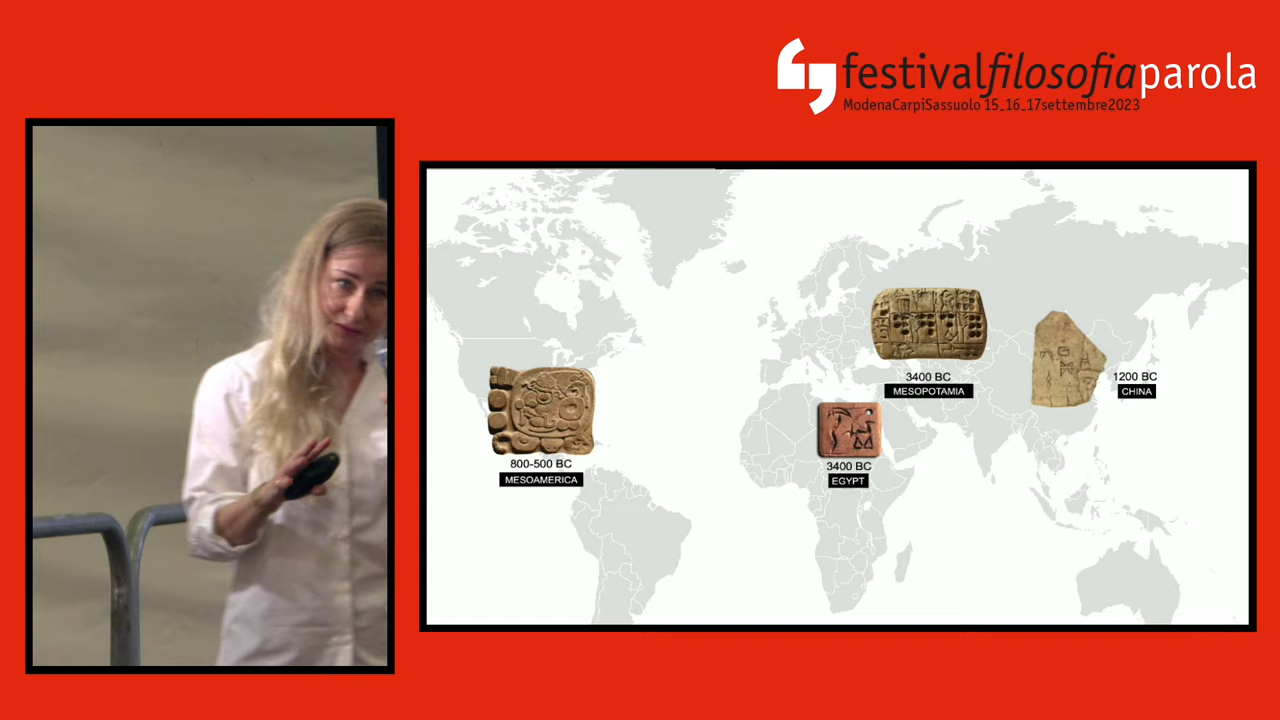 festivalfilosofiaparola
ModenaCarpiSassuolo 15_16_17settembre2023
3400 BC
MESOPOTAMIA
1200 BC
CHINA
800-500 BC
MESOAMERICA
3400 BC
EGYPT